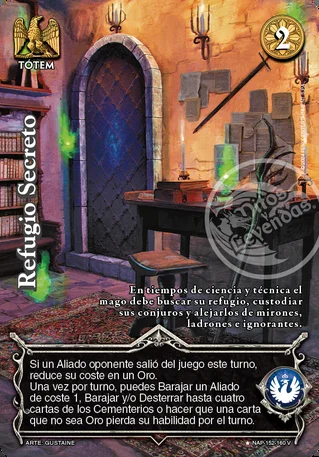 TÓTEM
2
Refugio Secreto
Mitos y Leyendas
En tiempos de ciencia y técnica el
mago debe buscar su refugio, custodiar
sus conjuros y alejarlos de mirones,
ladrones e ignorantes.
Si un Aliado oponente salió del juego este turno,
reduce su coste en un Oro.
Una vez por turno, puedes Barajar un Aliado
de coste 1, Barajar y/o Desterrar hasta cuatro
cartas de los Cementerios o hacer que una carta
que no sea Oro pierda su habilidad por el turno.
ARTE: GUSTAINE
★ NAP-152-160 V